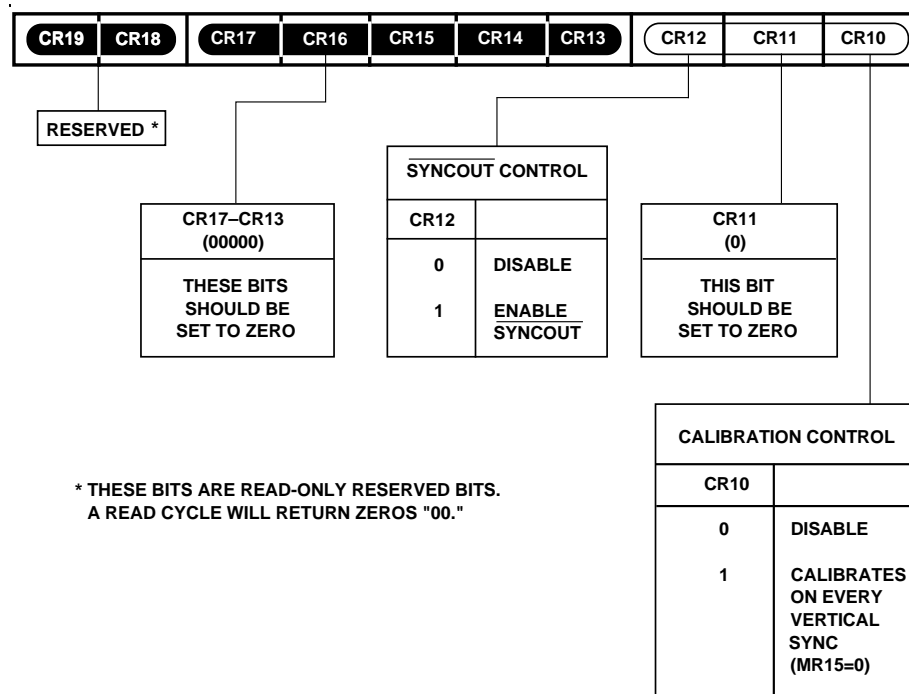 CR19 CR18 CR17 CR16 CR15 CR14 CR13 CR12 CR11 CR10
RESERVED *
SYNCOUT CONTROL
CR12
0 DISABLE
1 ENABLE
SYNCOUT
CR17–CR13
(00000)
THESE BITS
SHOULD BE
SET TO ZERO
CR11
(0)
THIS BIT
SHOULD BE
SET TO ZERO
CALIBRATION CONTROL
CR10
0 DISABLE
1 CALIBRATES
ON EVERY
VERTICAL
SYNC
(MR15=0)
* THESE BITS ARE READ-ONLY RESERVED BITS.
A READ CYCLE WILL RETURN ZEROS "00."